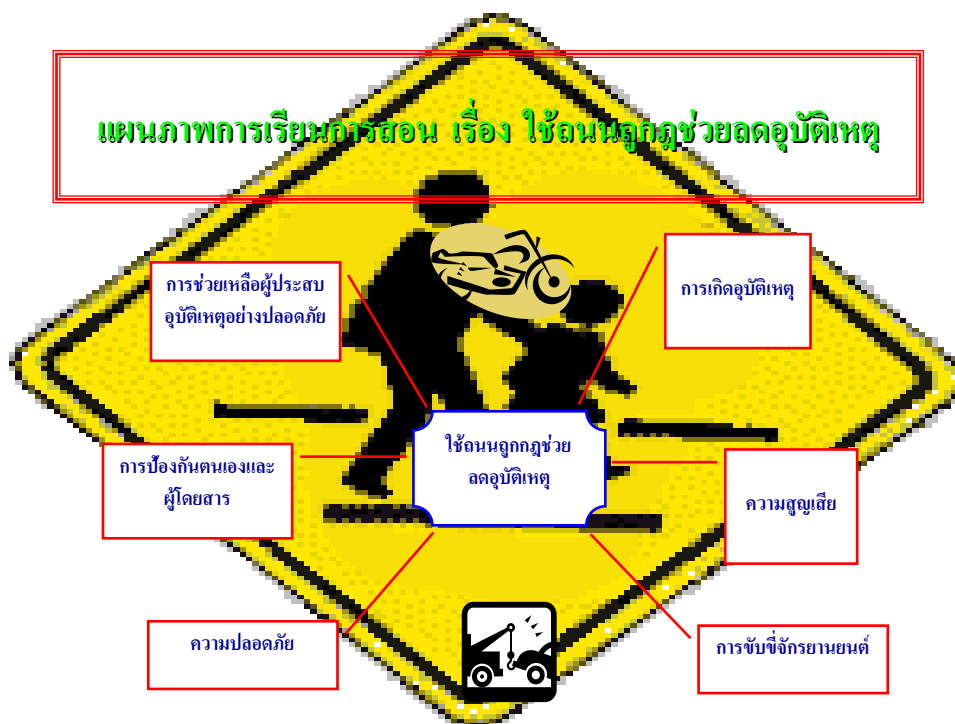 แผนภาพการเรียนการสอน เรื่อง ใช้ถนนถูกกฎช่วยลดอุบัติเหตุ
การช่วยเหลือผู้ประสบ
อุบัติเหตุอย่างปลอดภัย
การเกิดอุบัติเหตุ
การป้องกันตนเองและ
ผู้โดยสาร
ใช้ถนนถูกกฎช่วย
ลดอุบัติเหตุ
ความสูญเสีย
ความปลอดภัย
การขับขี่จักรยานยนต์